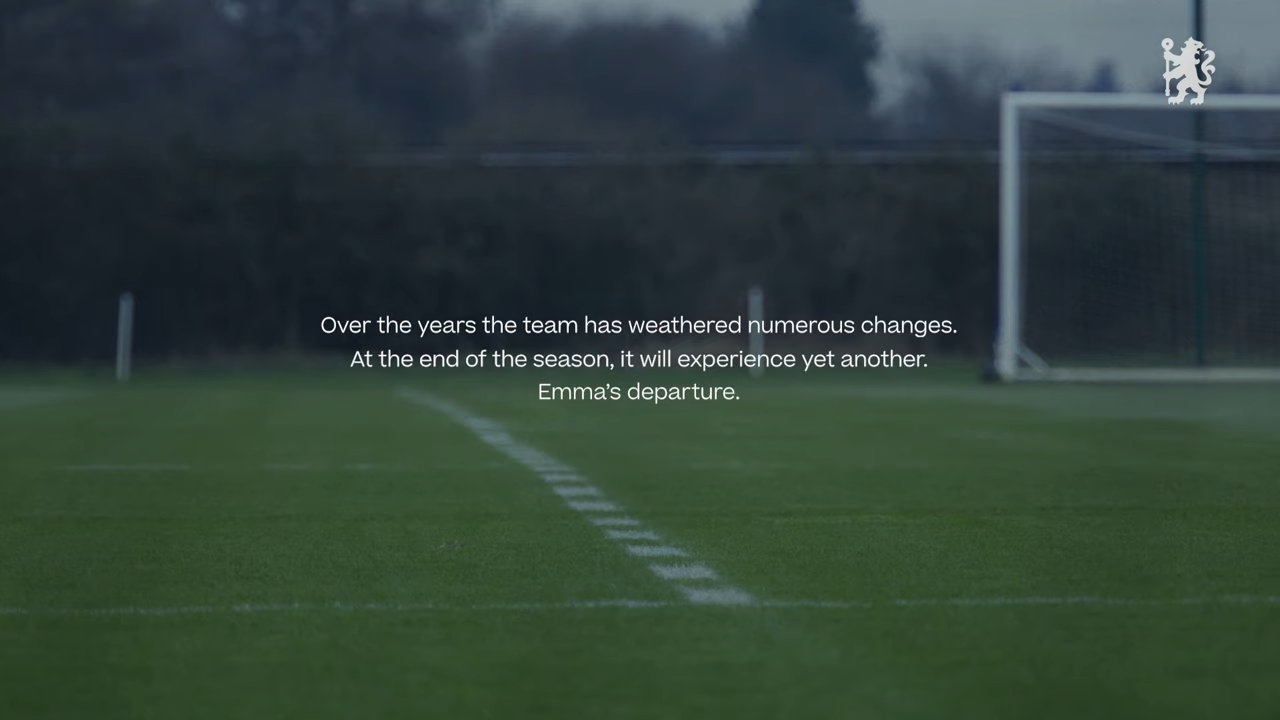 Over the years the team has weathered numerous changes.
At the end of the season, it will experience yet another.
Emma’s departure.